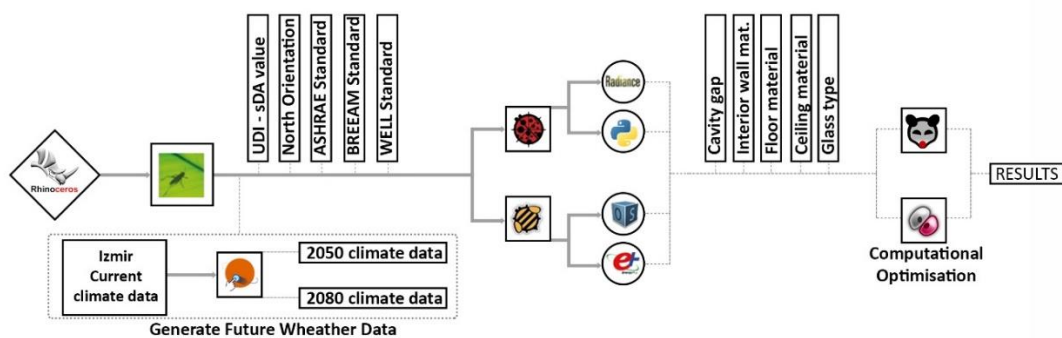 Rhinoceros
UDI - sDA value
North Orientation
ASHRAE Standard
BREEAM Standard
WELL Standard
Izmir
Current
climate data
2050 climate data
2080 climate data
Generate Future Wheather Data
Radiance
OS
e+
Cavity gap
Interior wall mat.
Floor material
Ceiling material
Glass type
Computational
Optimisation
RESULTS